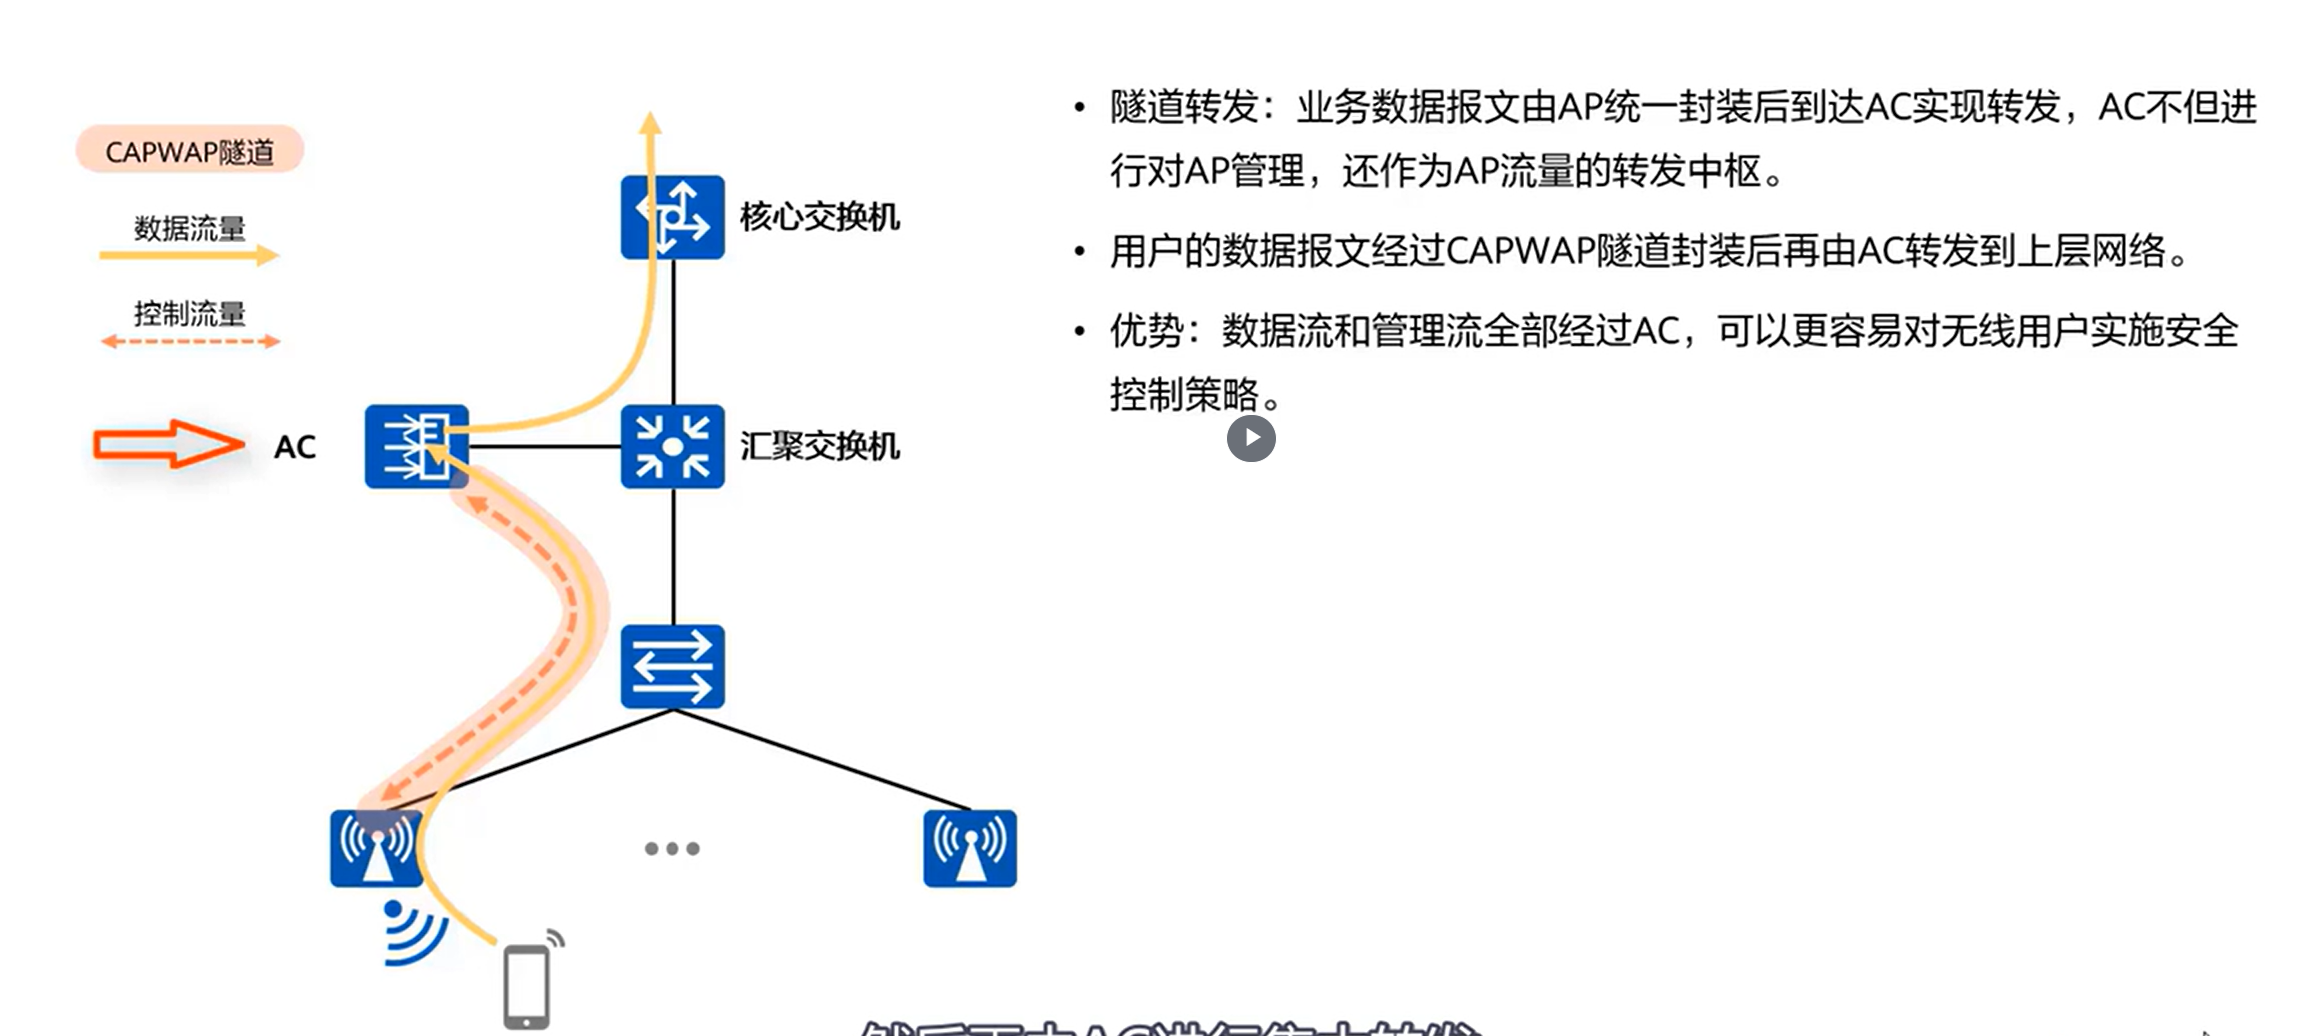 CAPWAP隧道
数据流量
控制流量
AC
核心交换机
汇聚交换机
• 隧道转发：业务数据报文由AP统一封装后到达AC实现转发，AC不但进
行对AP管理，还作为AP流量的转发中枢。
• 用户的数据报文经过CAPWAP隧道封装后再由AC转发到上层网络。
• 优势：数据流和管理流全部经过AC，可以更容易对无线用户实施安全
控制策略。